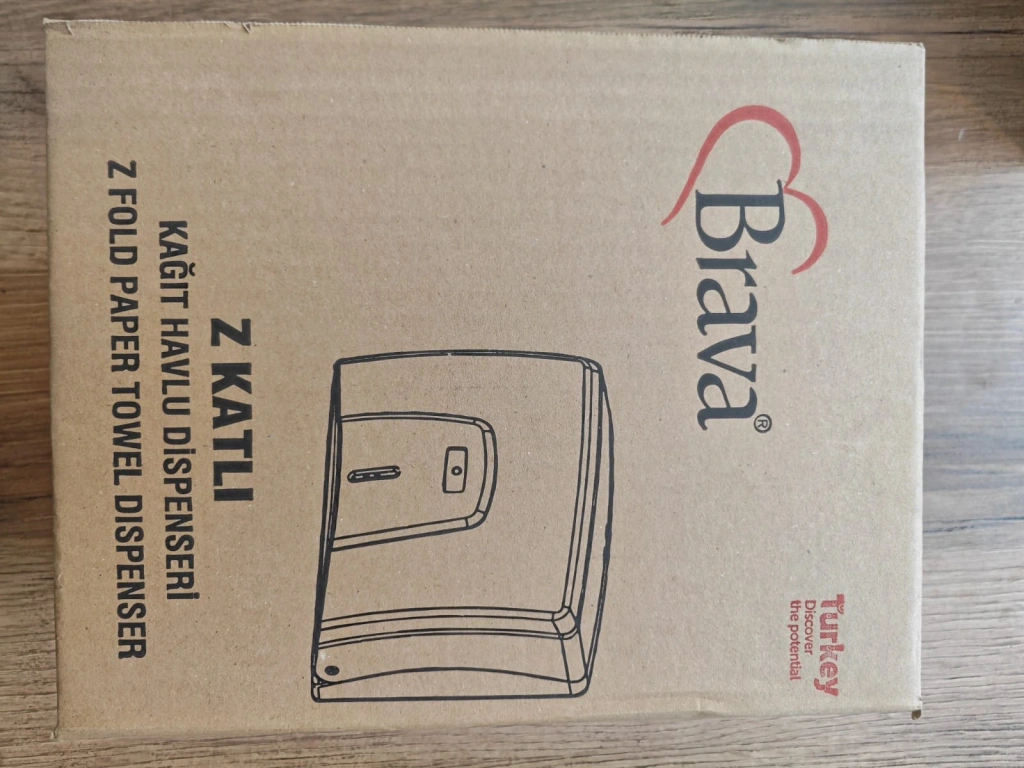 Brava®
Turkey
Discover
the potential
Z KATLI
KAĞIT HAVLU DİSPENSERİ
Z FOLD PAPER TOWEL DISPENSER